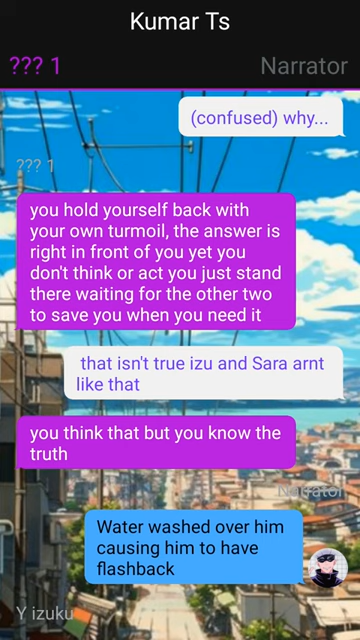 Kumar Ts
??? 1
Narrator
(confused) why...
??? 1
you hold yourself back with
your own turmoil, the answer is
right in front of you yet you
don't think or act you just stand
there waiting for the other two
to save you when you need it
that isn't true izu and Sara arnt
like that
you think that but you know the
truth
Narrator
Water washed over him
causing him to have
flashback
Y izuku